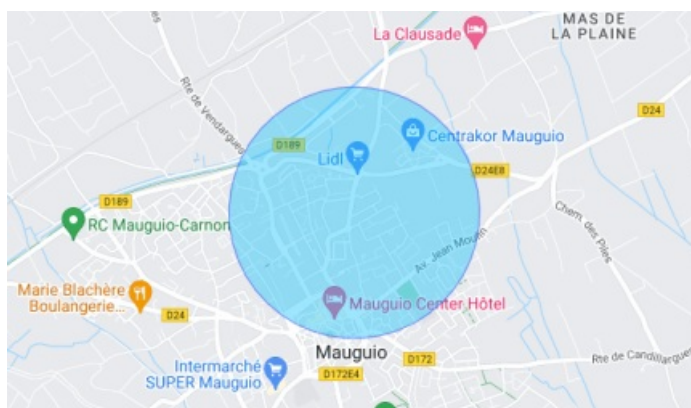 MAS DE
LA PLAINE
La Clausade
Rte de Vendargues
D24
Centrakor Mauguio
D189
Lidl
D24E8
D189
RC Mauguio-Carnon
Chem. des Piles
Av. Jean Moulin
Marie Blachère
Boulangerie...
Mauguio Center Hôtel
D24
Mauguio
D172
Rte de Candillargues
Intermarché
SUPER Mauguio
D172E4